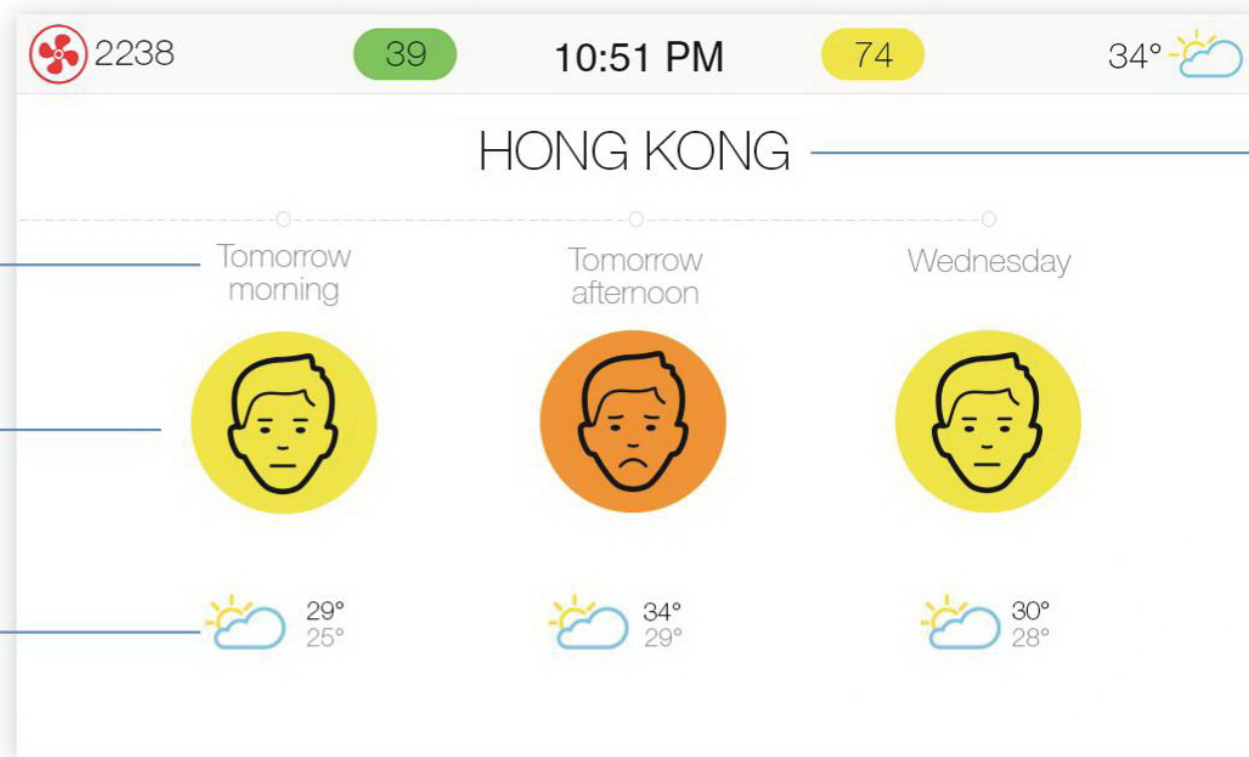 2238
39
10:51 PM
74
34°
HONG KONG
Tomorrow
morning
Tomorrow
afternoon
Wednesday
29°
25°
34°
29°
30°
28°